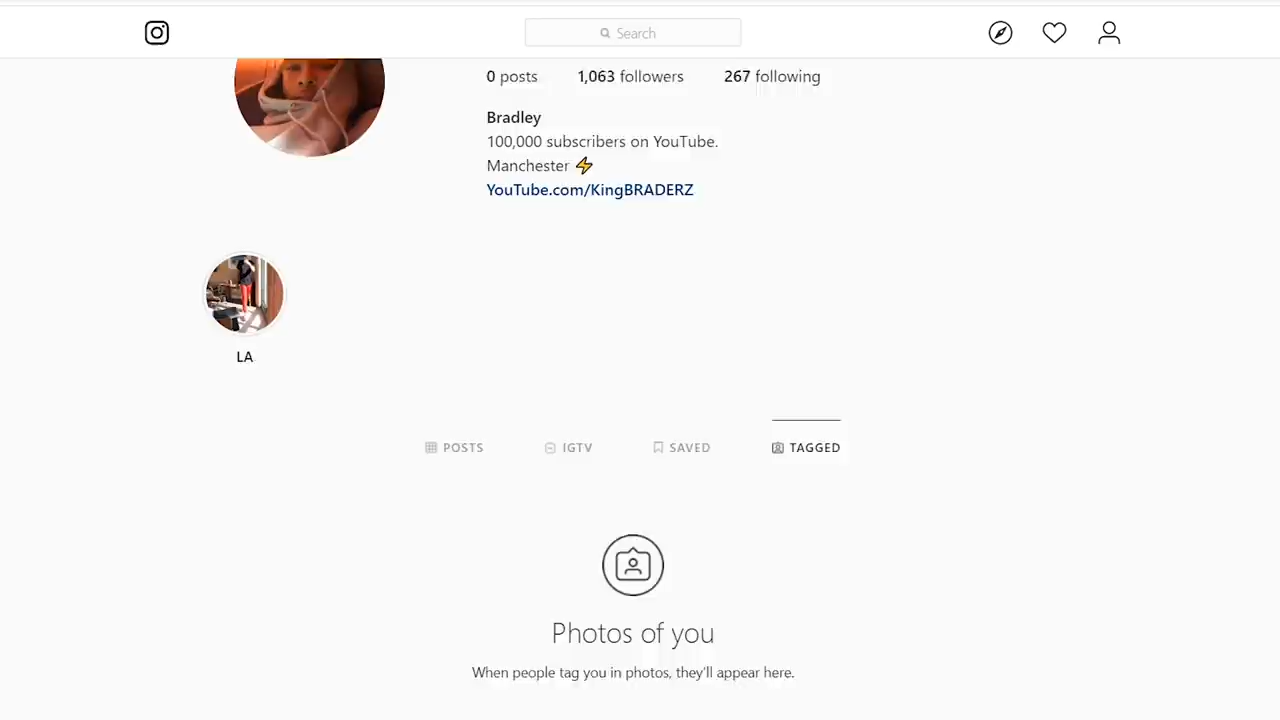 Search
0 posts 1,063 followers 267 following
Bradley
100,000 subscribers on YouTube.
Manchester ⚡
YouTube.com/KingBRADERZ
LA
POSTS IGTV SAVED TAGGED
Photos of you
When people tag you in photos, they'll appear here.